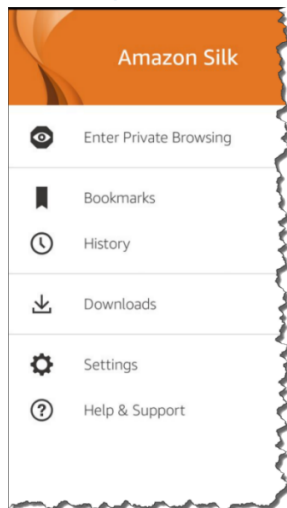 Amazon Silk
Enter Private Browsing
Bookmarks
History
Downloads
Settings
Help & Support